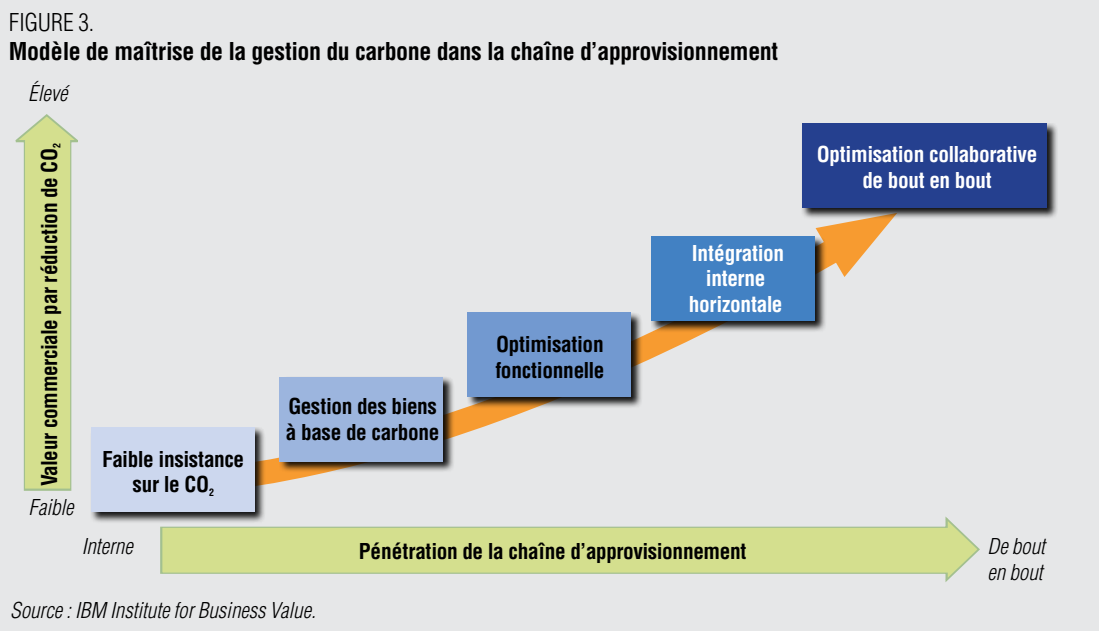 FIGURE 3.
Modèle de maîtrise de la gestion du carbone dans la chaîne d’approvisionnement
Élevé
Valeur commerciale par réduction de CO₂
Faible
Optimisation collaborative
de bout en bout
Intégration
interne
horizontale
Optimisation
fonctionnelle
Gestion des biens
à base de carbone
Faible insistance
sur le CO₂
Interne
Pénétration de la chaîne d’approvisionnement
De bout
en bout
Source : IBM Institute for Business Value.